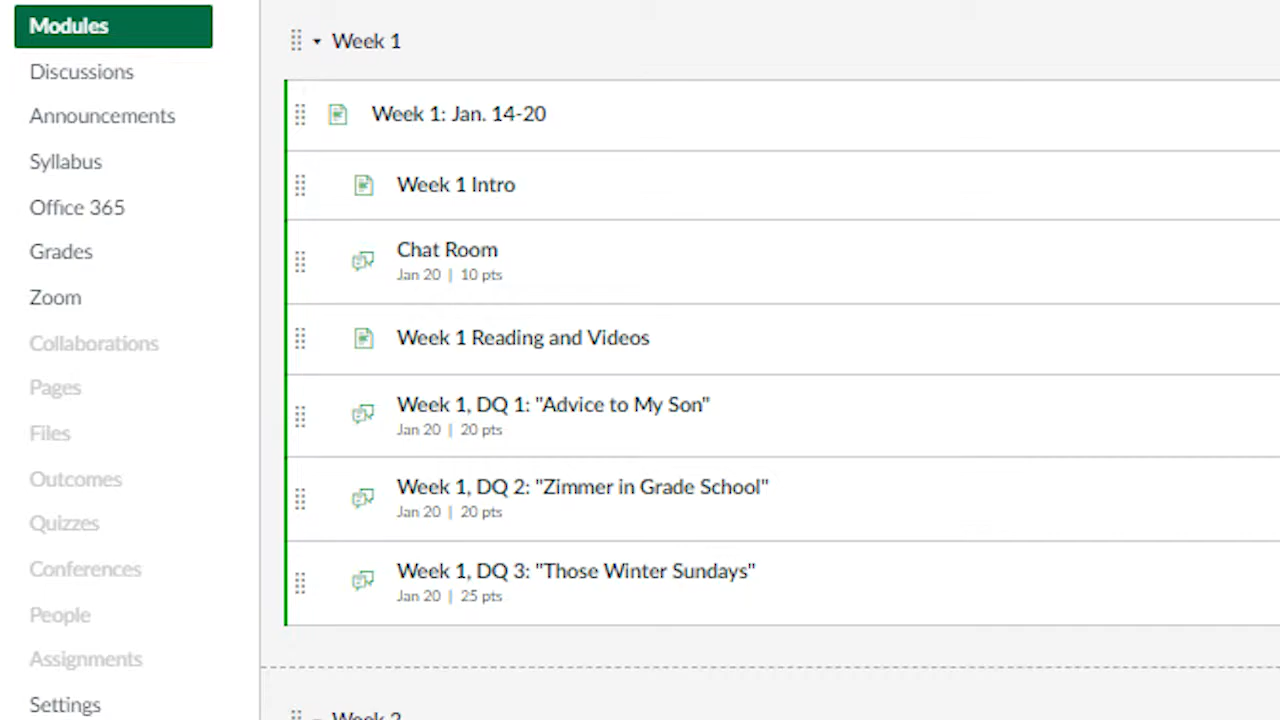 Modules
Discussions
Announcements
Syllabus
Office 365
Grades
Zoom
Collaborations
Pages
Files
Outcomes
Quizzes
Conferences
People
Assignments
Settings
Week 1
Week 1: Jan. 14-20
Week 1 Intro
Chat Room
Jan 20 | 10 pts
Week 1 Reading and Videos
Week 1, DQ 1: "Advice to My Son"
Jan 20 | 20 pts
Week 1, DQ 2: "Zimmer in Grade School"
Jan 20 | 20 pts
Week 1, DQ 3: "Those Winter Sundays"
Jan 20 | 25 pts
Week 2